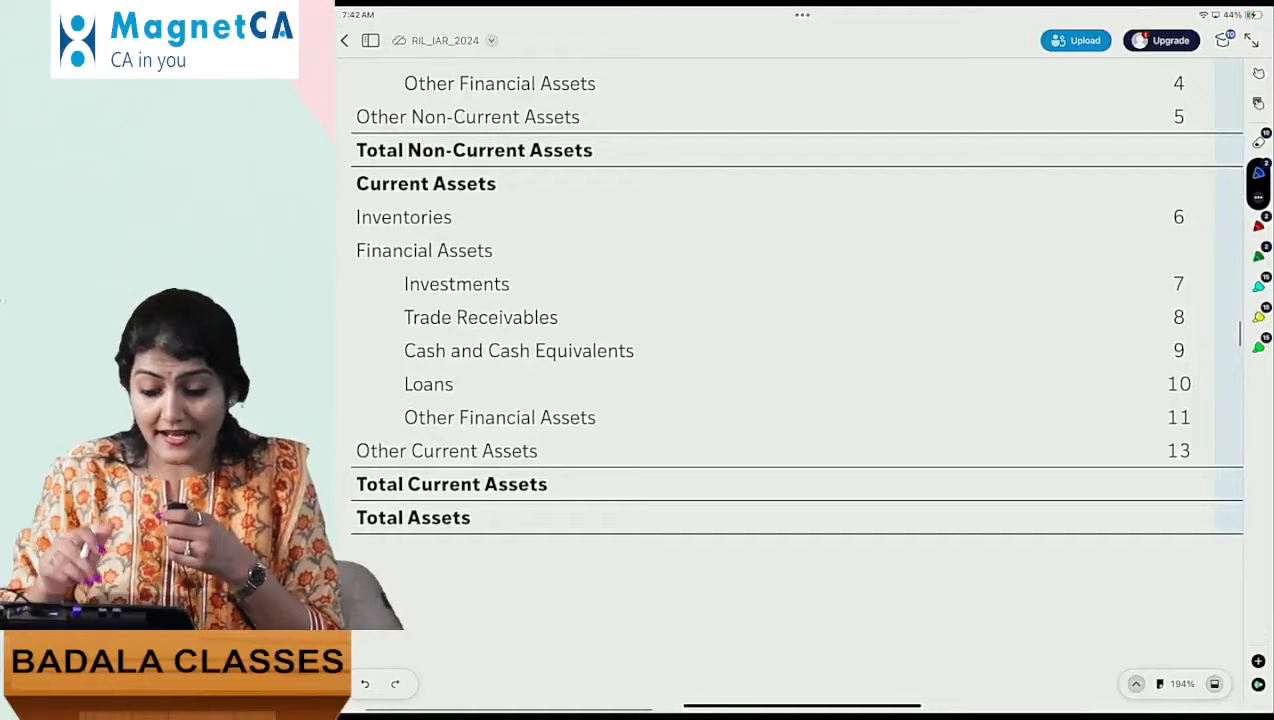 MagnetCA
CA in you
7:42 AM
44%
RIL_IAR_2024
Upload
Upgrade
Other Financial Assets 4
Other Non-Current Assets 5
Total Non-Current Assets
Current Assets
Inventories 6
Financial Assets
Investments 7
Trade Receivables 8
Cash and Cash Equivalents 9
Loans 10
Other Financial Assets 11
Other Current Assets 13
Total Current Assets
Total Assets
BADALA CLASSES
194%